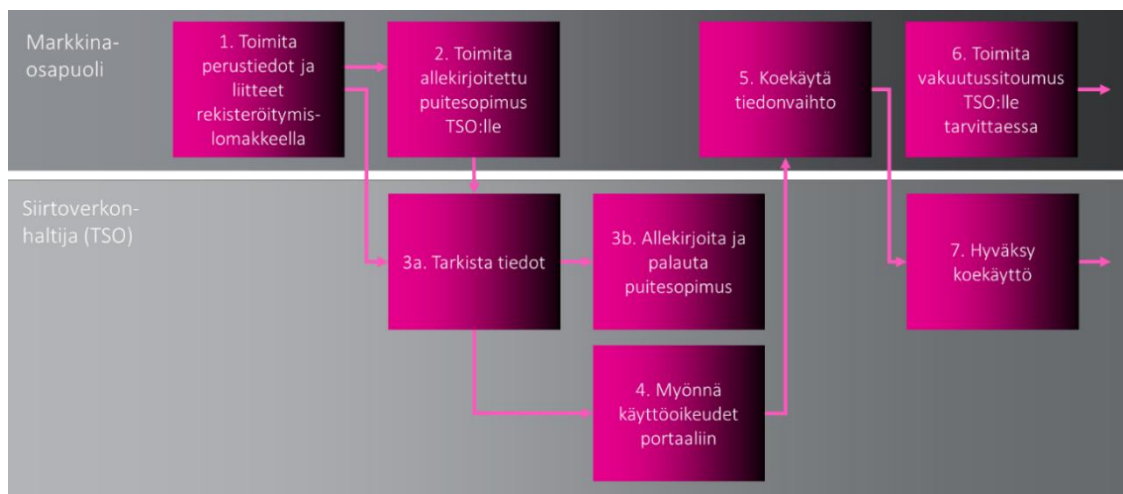 Markkina-
osapuoli
1. Toimita
perustiedot ja
liitteet
rekisteröitymis-
lomakkeella
2. Toimita
allekirjoitettu
puitesopimus
TSO:lle
5. Koekäytä
tiedonvaihto
6. Toimita
vakuutussitoumus
TSO:lle
tarvittaessa
Siirtoverkon-
haltija (TSO)
3a. Tarkista tiedot
3b. Allekirjoita ja
palauta
puitesopimus
7. Hyväksy
koekäyttö
4. Myönnä
käyttöoikeudet
portaaliin